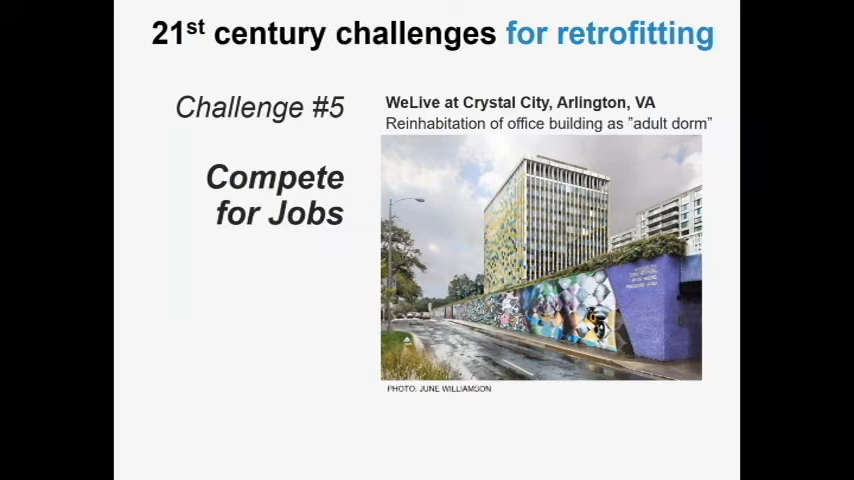 21st century challenges for retrofitting
Challenge #5
Compete
for Jobs
WeLive at Crystal City, Arlington, VA
Reinhabitation of office building as ”adult dorm”
PHOTO: JUNE WILLIAMSON